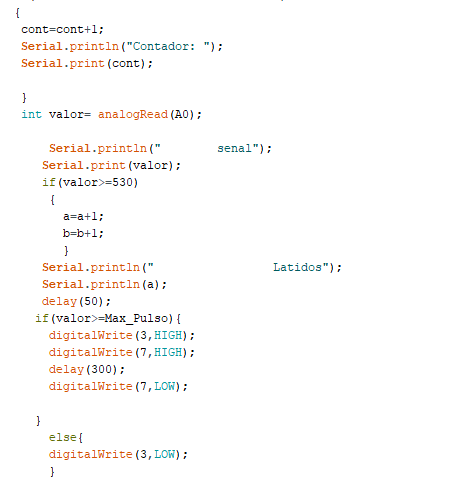 {
cont=cont+1;
Serial.println("Contador: ");
Serial.print(cont);
}
int valor= analogRead(A0);
Serial.println("        senal");
Serial.print(valor);
if(valor>=530)
{
a=a+1;
b=b+1;
}
Serial.println("                 Latidos");
Serial.println(a);
delay(50);
if(valor>=Max_Pulso){
digitalWrite(3,HIGH);
digitalWrite(7,HIGH);
delay(300);
digitalWrite(7,LOW);
}
else{
digitalWrite(3,LOW);
}